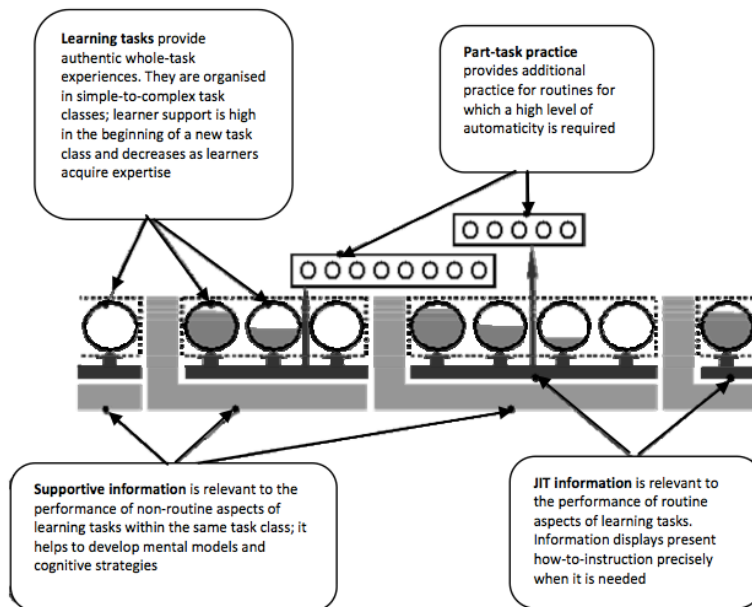 Learning tasks provide
authentic whole-task
experiences. They are organised
in simple-to-complex task
classes; learner support is high
in the beginning of a new task
class and decreases as learners
acquire expertise
Part-task practice
provides additional
practice for routines for
which a high level of
automaticity is required
Supportive information is relevant to the
performance of non-routine aspects of
learning tasks within the same task class; it
helps to develop mental models and
cognitive strategies
JIT information is relevant to
the performance of routine
aspects of learning tasks.
Information displays present
how-to-instruction precisely
when it is needed